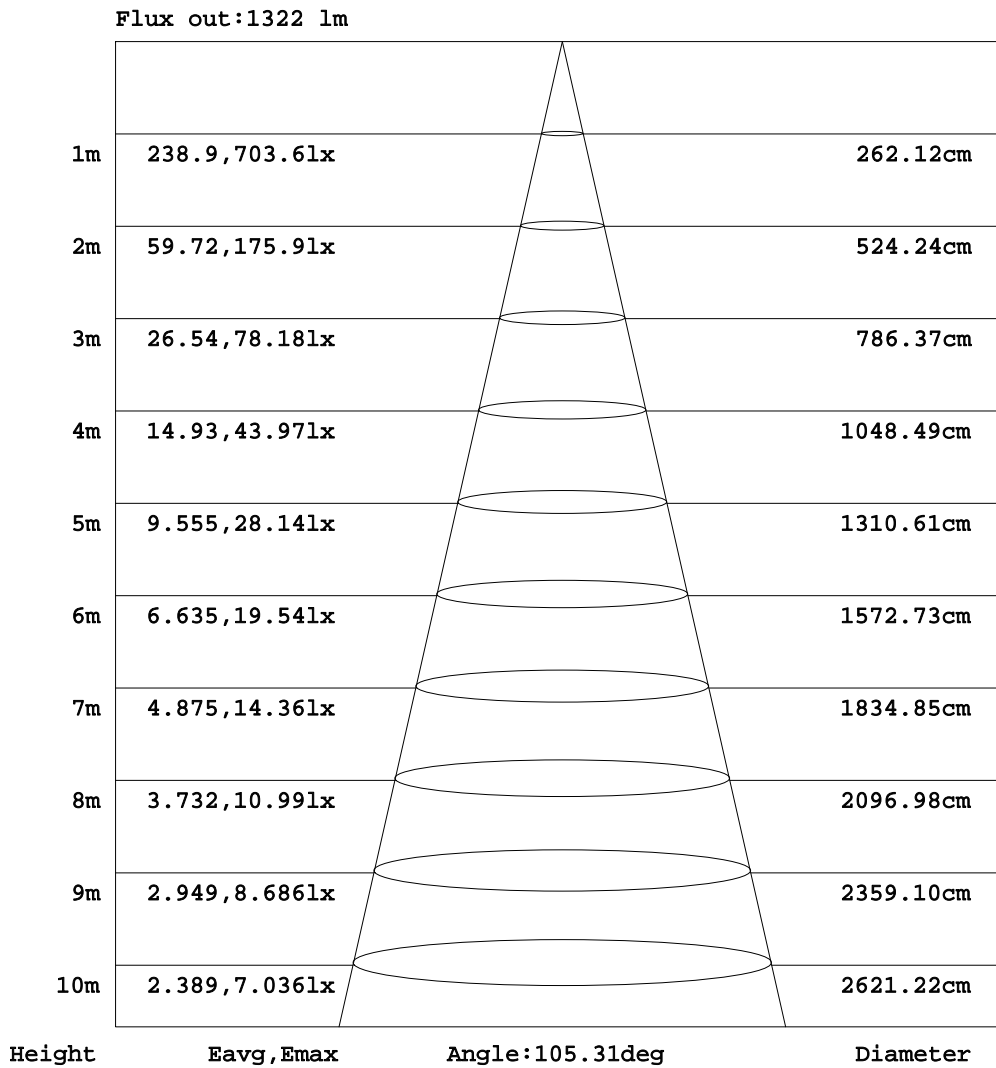 Flux out:1322 lm
1m 238.9,703.6lx 262.12cm
2m 59.72,175.9lx 524.24cm
3m 26.54,78.18lx 786.37cm
4m 14.93,43.97lx 1048.49cm
5m 9.555,28.14lx 1310.61cm
6m 6.635,19.54lx 1572.73cm
7m 4.875,14.36lx 1834.85cm
8m 3.732,10.99lx 2096.98cm
9m 2.949,8.686lx 2359.10cm
10m 2.389,7.036lx 2621.22cm
Height Eavg,Emax Angle:105.31deg Diameter